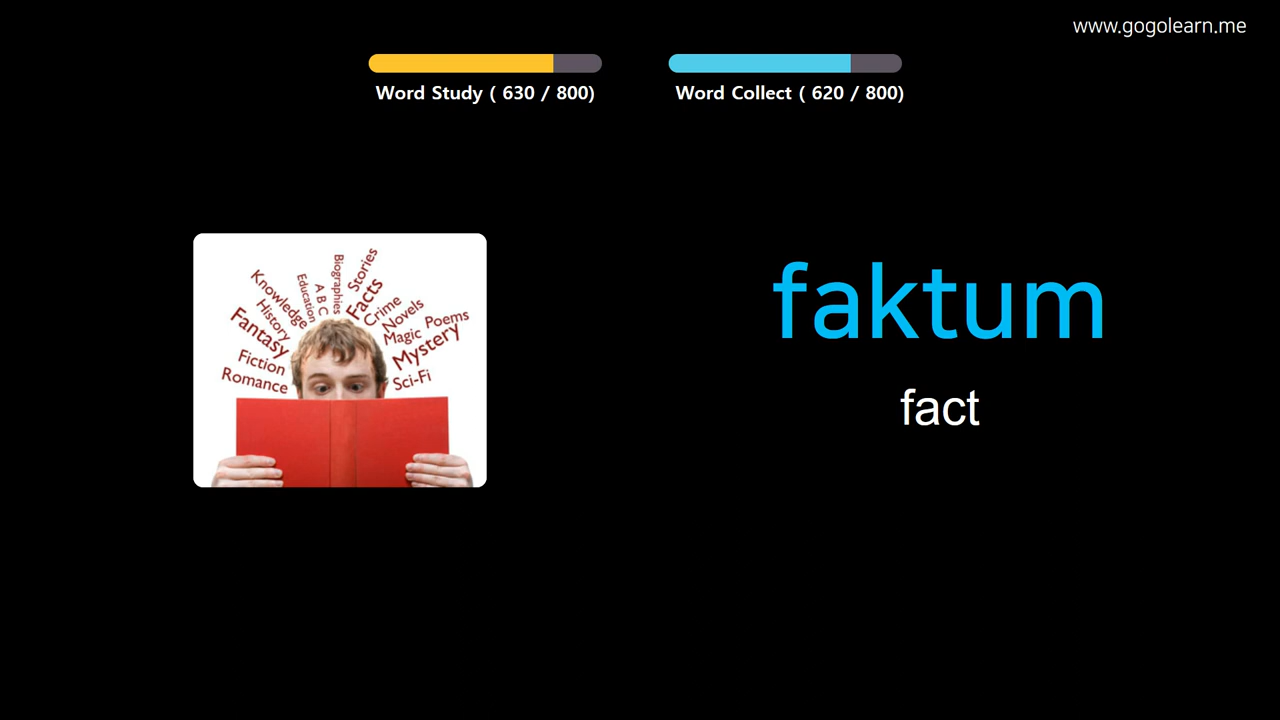 www.gogolearn.me
Word Study ( 630 / 800)
Word Collect ( 620 / 800)
Knowledge
History
Fantasy
Fiction
Romance
Education
A B C
Biographies
Stories
Facts
Crime
Novels
Magic
Poems
Mystery
Sci-Fi
faktum
fact